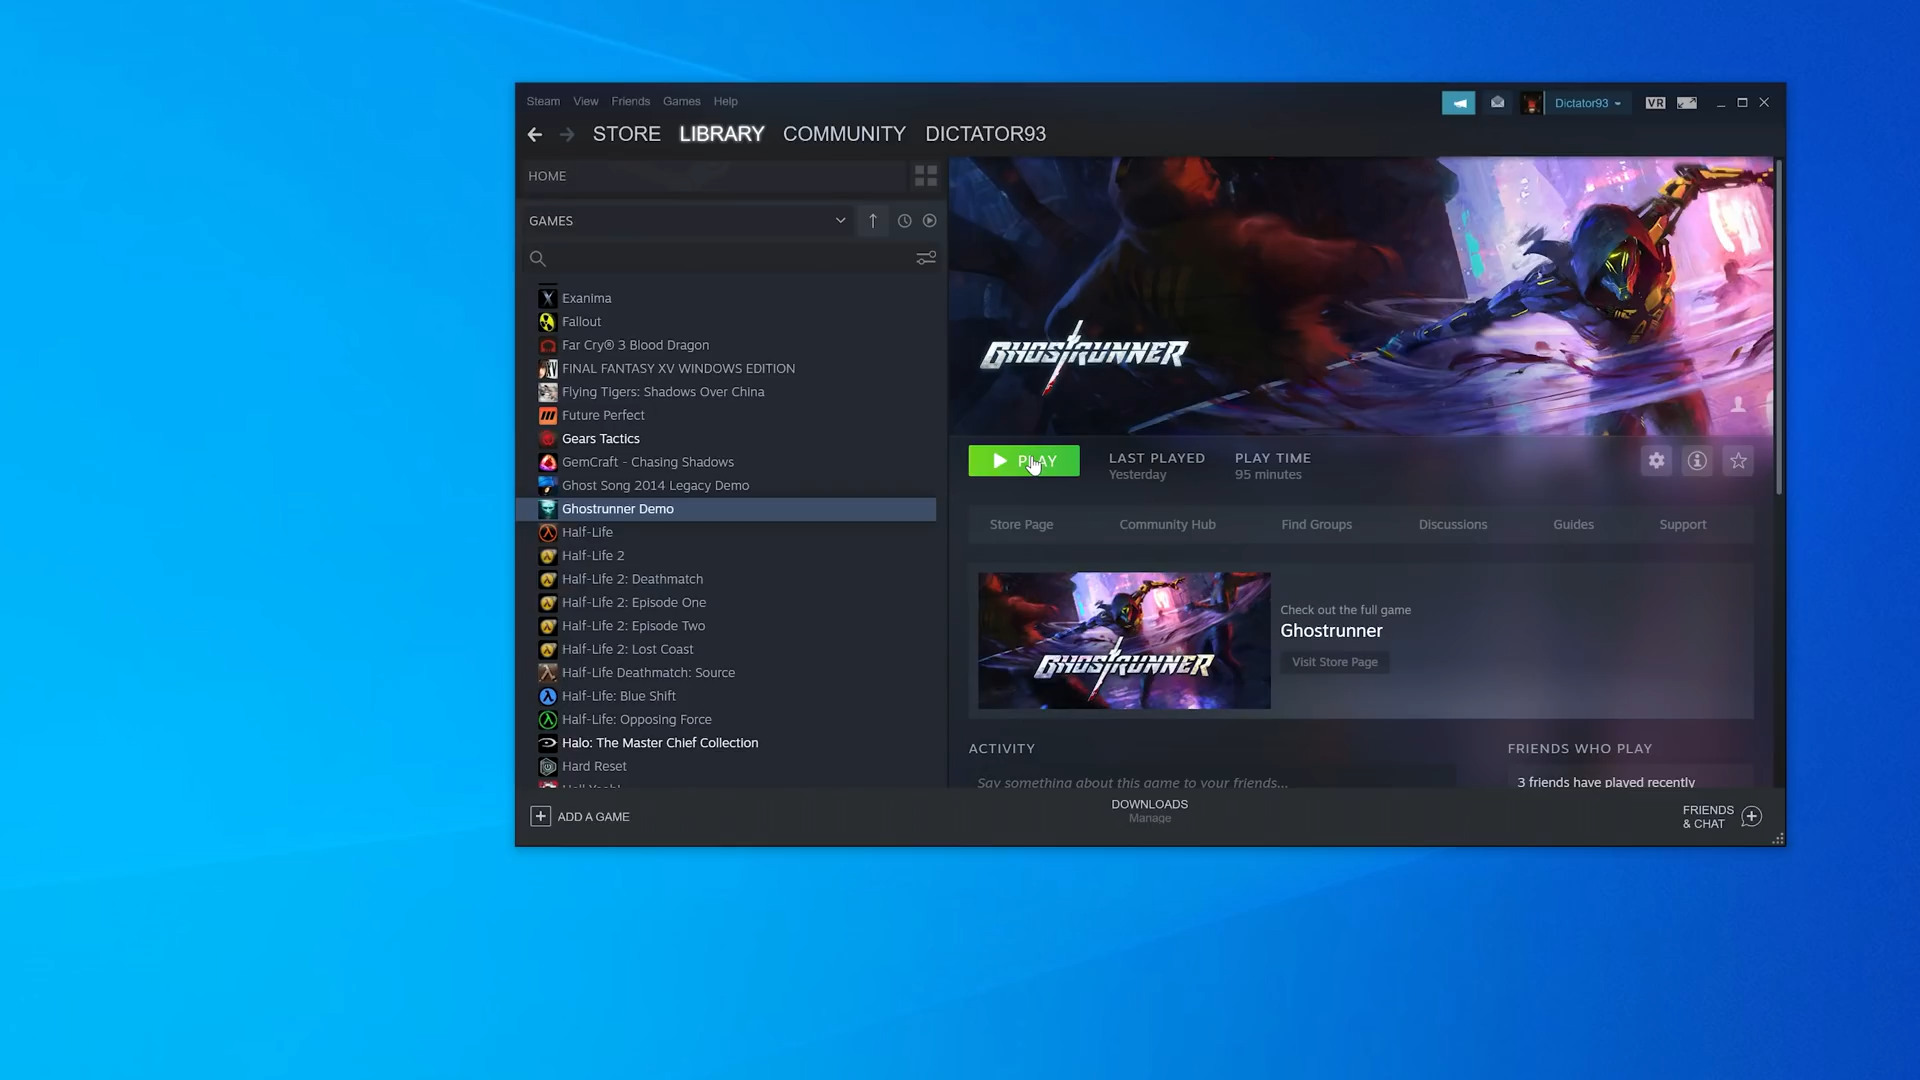 Steam View Friends Games Help
Dictator93
VR
STORE LIBRARY COMMUNITY DICTATOR93
HOME
GAMES
Exanima
Fallout
Far Cry® 3 Blood Dragon
FINAL FANTASY XV WINDOWS EDITION
Flying Tigers: Shadows Over China
Future Perfect
Gears Tactics
GemCraft - Chasing Shadows
Ghost Song 2014 Legacy Demo
Ghostrunner Demo
Half-Life
Half-Life 2
Half-Life 2: Deathmatch
Half-Life 2: Episode One
Half-Life 2: Episode Two
Half-Life 2: Lost Coast
Half-Life Deathmatch: Source
Half-Life: Blue Shift
Half-Life: Opposing Force
Halo: The Master Chief Collection
Hard Reset
GHOSTRUNNER
PLAY
LAST PLAYED
Yesterday
PLAY TIME
95 minutes
Store Page Community Hub Find Groups Discussions Guides Support
GHOSTRUNNER
Check out the full game
Ghostrunner
Visit Store Page
ACTIVITY
Say something about this game to your friends...
FRIENDS WHO PLAY
3 friends have played recently
ADD A GAME
DOWNLOADS
Manage
FRIENDS
& CHAT